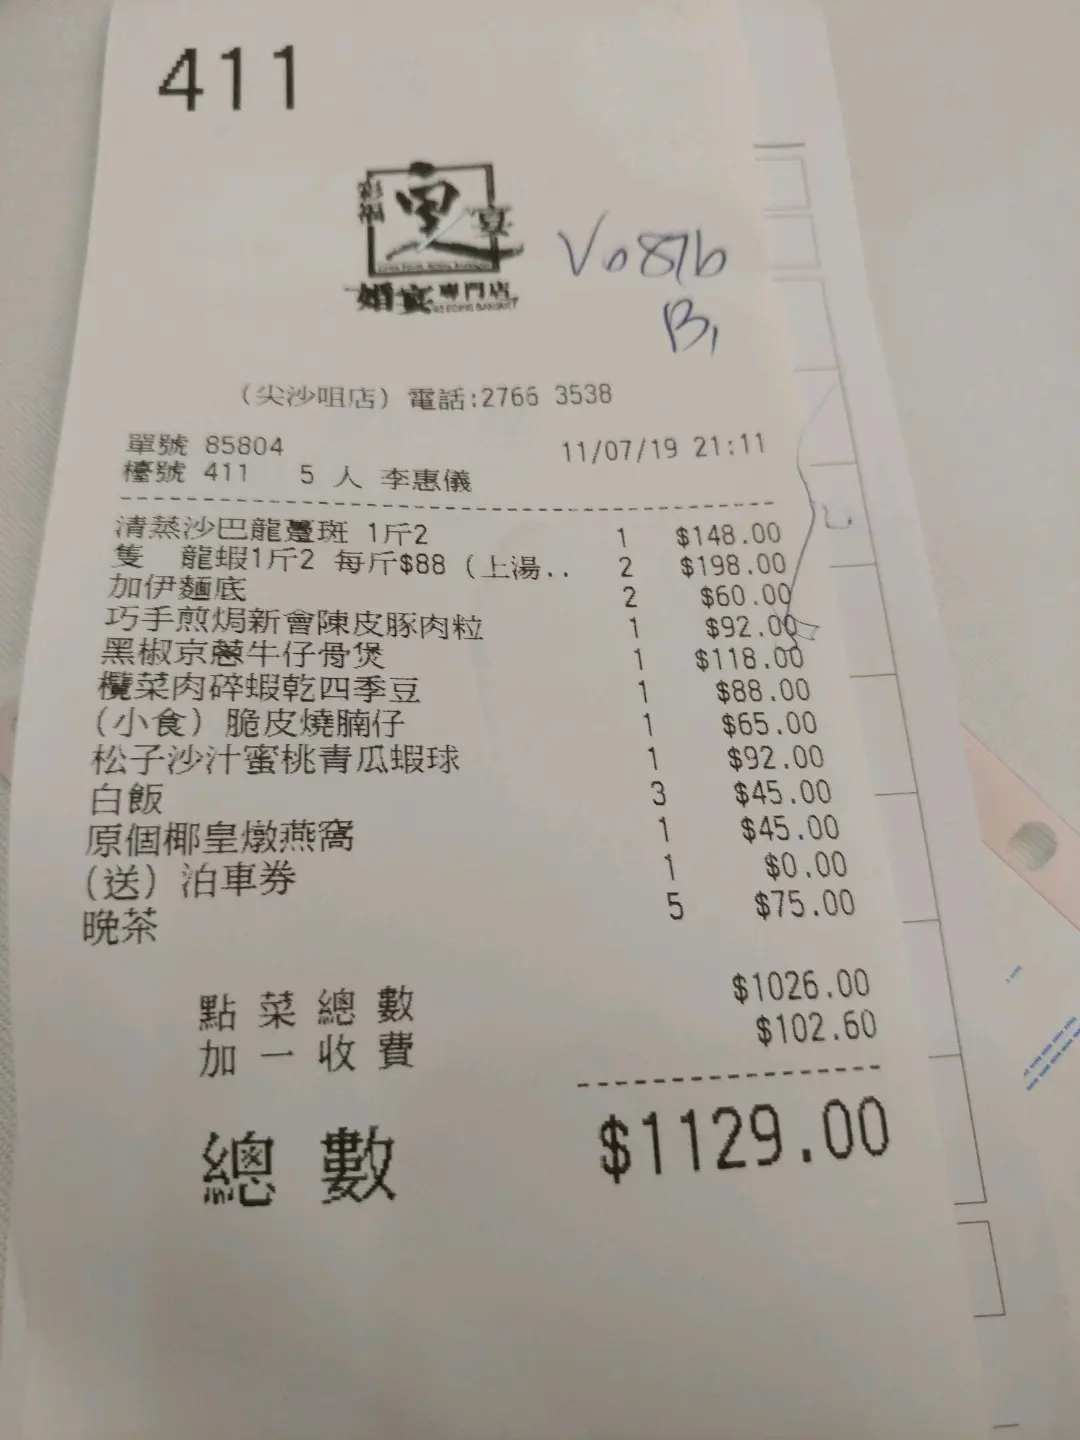 411
彩福
皇
宴
婚宴專門店
WEDDING BANQUET
V0876
B1
(尖沙咀店) 電話:2766 3538
單號 85804 11/07/19 21:11
檯號 411 5 人 李惠儀
清蒸沙巴龍躉斑 1斤2 1 $148.00
隻 龍蝦1斤2 每斤$88 (上湯.. 2 $198.00
加伊麵底 2 $60.00
巧手煎焗新會陳皮豚肉粒 1 $92.00
黑椒京蔥牛仔骨煲 1 $118.00
欖菜肉碎蝦乾四季豆 1 $88.00
(小食) 脆皮燒腩仔 1 $65.00
松子沙汁蜜桃青瓜蝦球 1 $92.00
白飯 3 $45.00
原個椰皇燉燕窩 1 $45.00
(送) 泊車券 1 $0.00
晚茶 5 $75.00
點菜總數 $1026.00
加一收費 $102.60
總數 $1129.00